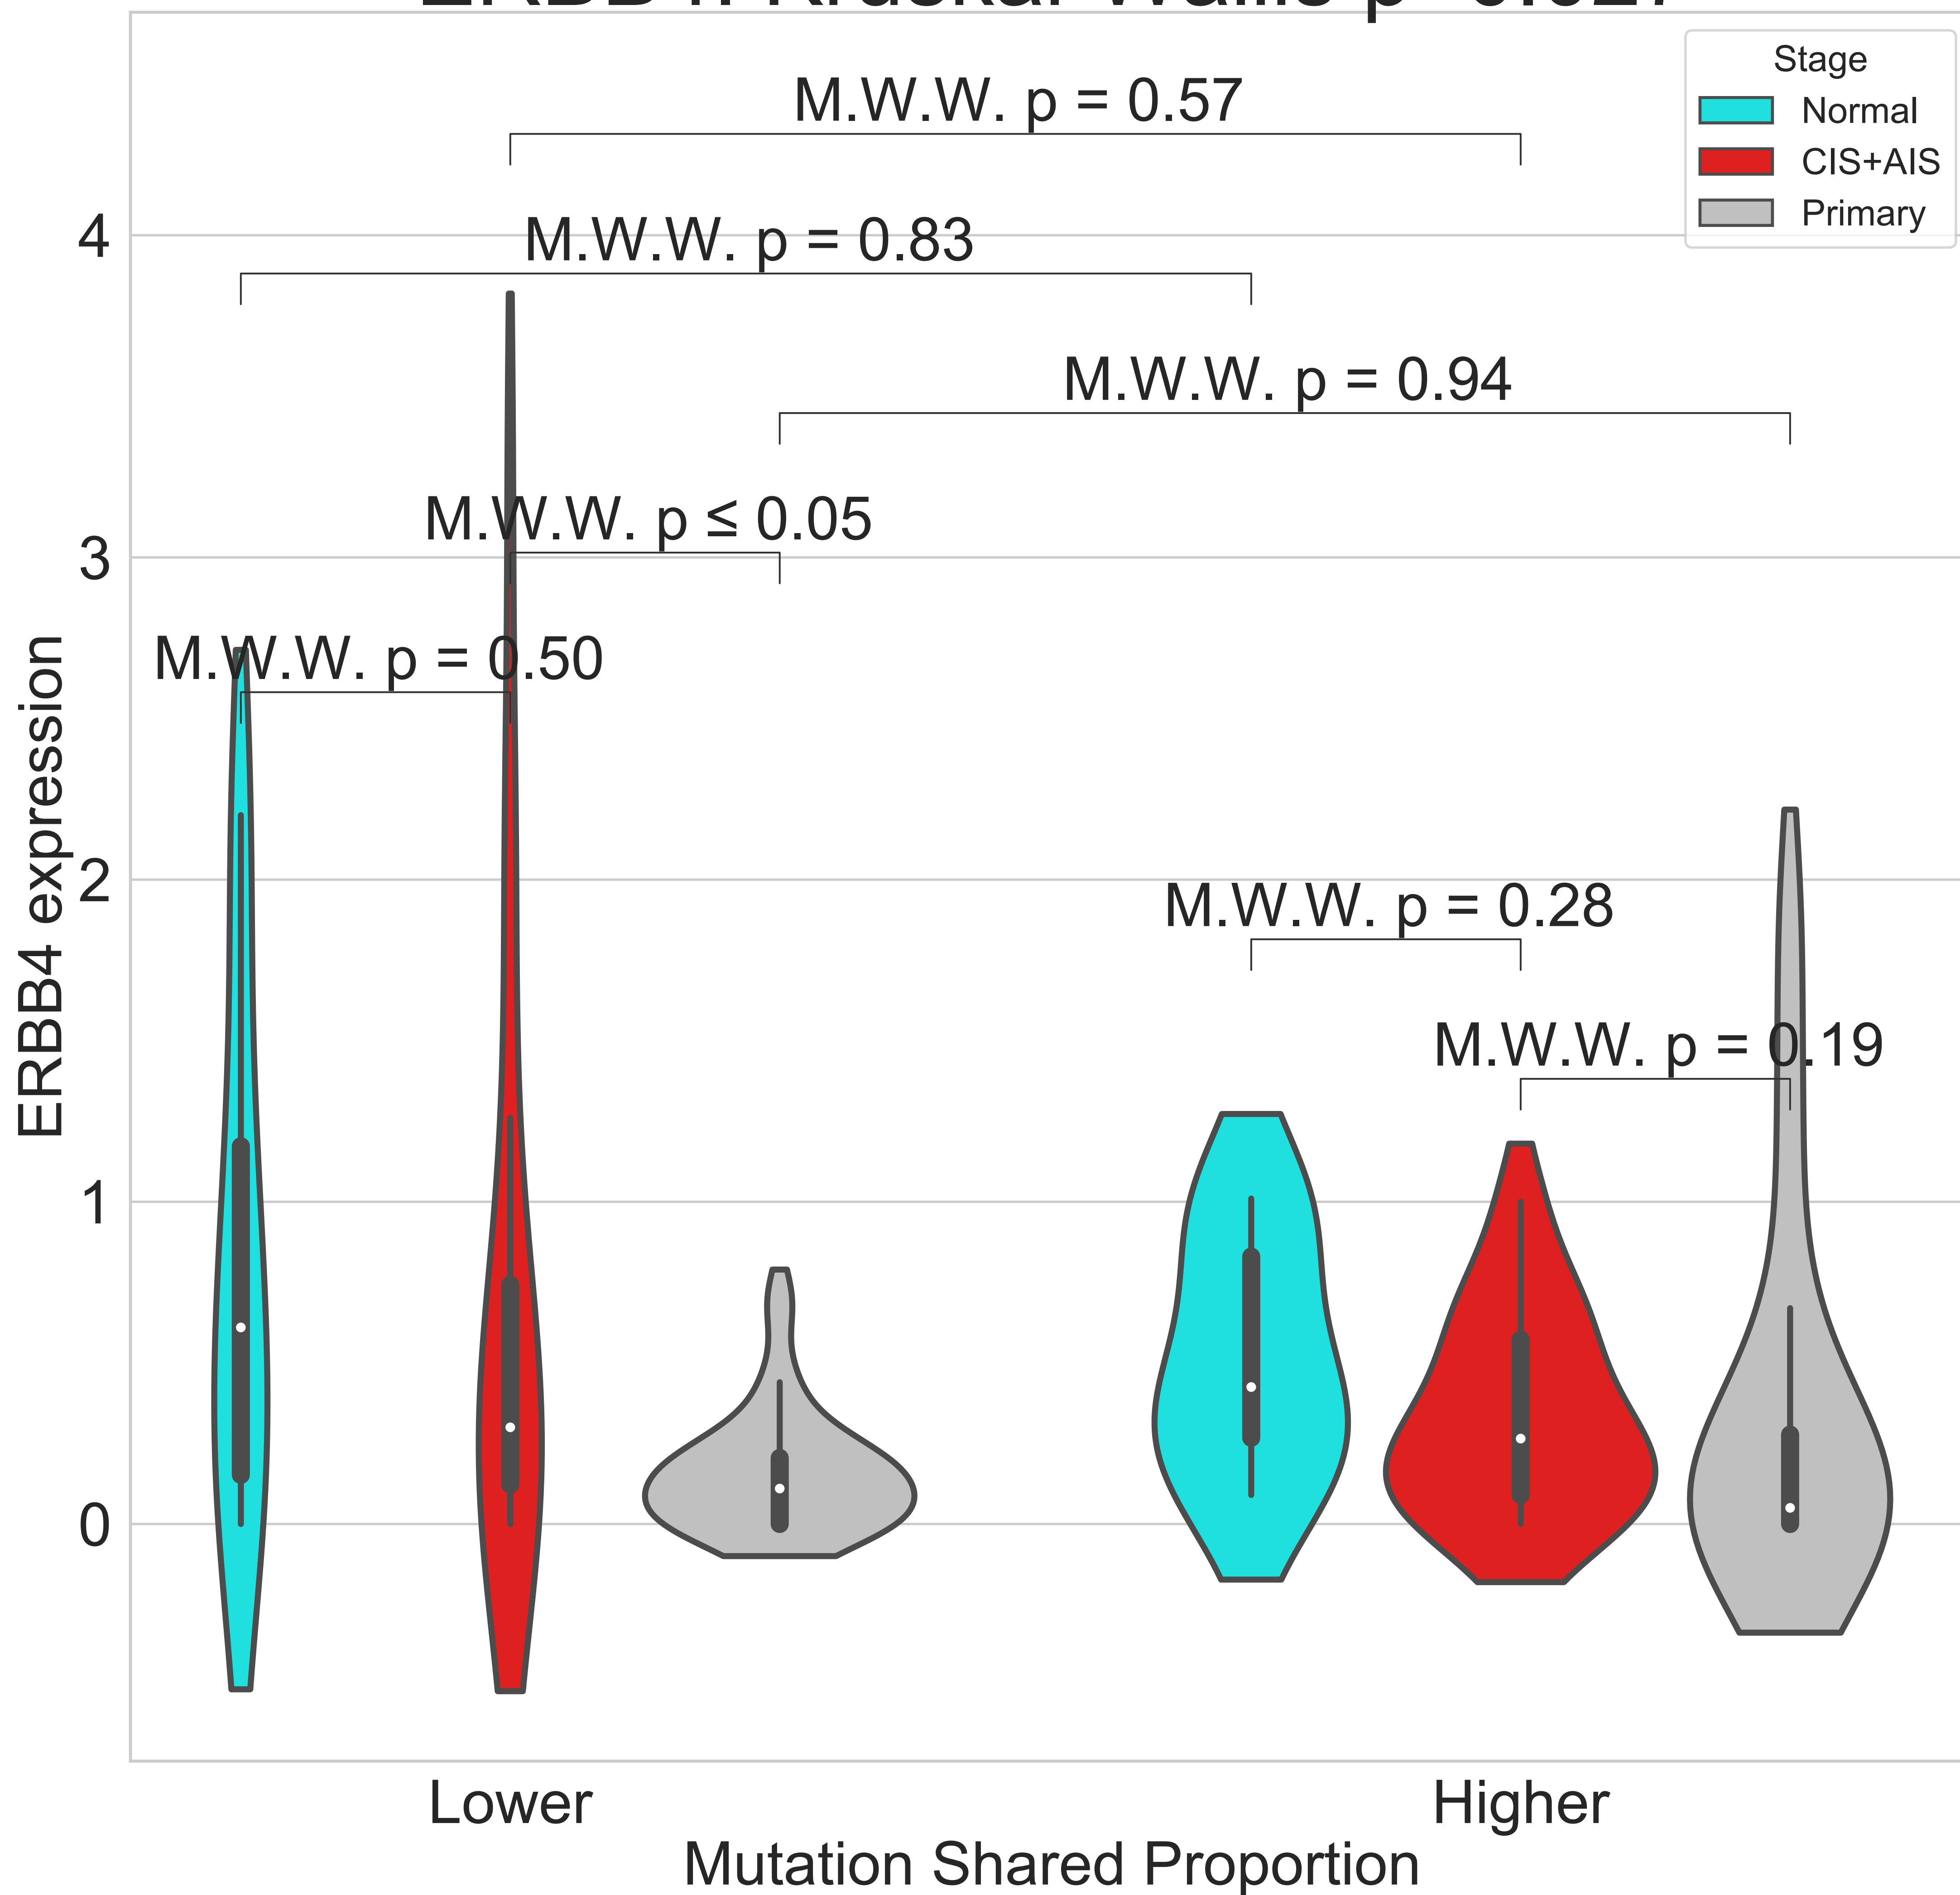 Stage
Normal
CIS+AIS
Primary
M.W.W. p = 0.57
M.W.W. p = 0.83
M.W.W. p = 0.94
M.W.W. p ≤ 0.05
M.W.W. p = 0.50
M.W.W. p = 0.28
M.W.W. p = 0.19
4
3
2
1
0
ERBB4 expression
Lower
Higher
Mutation Shared Proportion